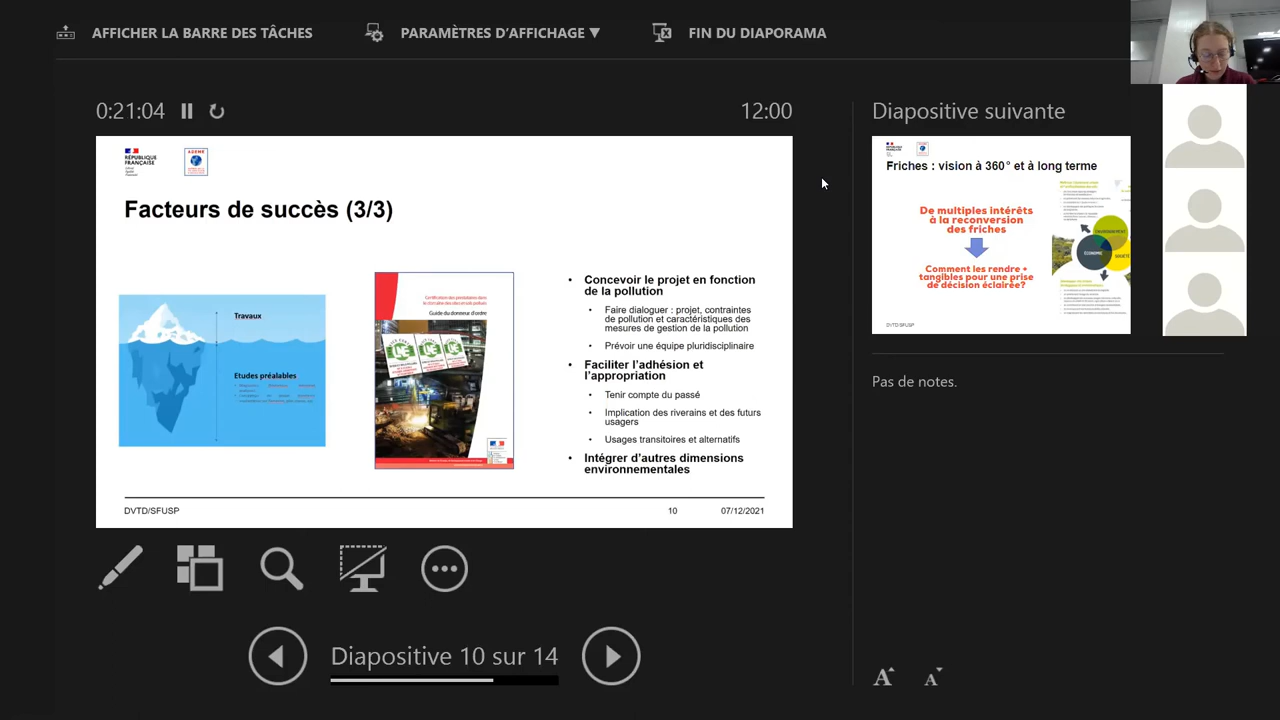 AFFICHER LA BARRE DES TÂCHES
PARAMÈTRES D'AFFICHAGE ▼
FIN DU DIAPORAMA
0:21:04
12:00
Diapositive suivante
RÉPUBLIQUE
FRANÇAISE
ADEME
Facteurs de succès (3/3)
Travaux
Etudes préalables
Guide du donneur d'ordre
• Concevoir le projet en fonction
de la pollution
• Faire dialoguer : projet, contraintes
de pollution et caractéristiques des
mesures de gestion de la pollution
• Prévoir une équipe pluridisciplinaire
• Faciliter l'adhésion et
l'appropriation
• Tenir compte du passé
• Implication des riverains et des futurs
usagers
• Usages transitoires et alternatifs
• Intégrer d'autres dimensions
environnementales
DVTD/SFUSP
10
07/12/2021
Friches : vision à 360° et à long terme
De multiples intérêts
à la reconversion
des friches
Comment les rendre +
tangibles pour une prise
de décision éclairée?
ÉCONOMIE
DVTD/SFUSP
Pas de notes.
Diapositive 10 sur 14
A
A